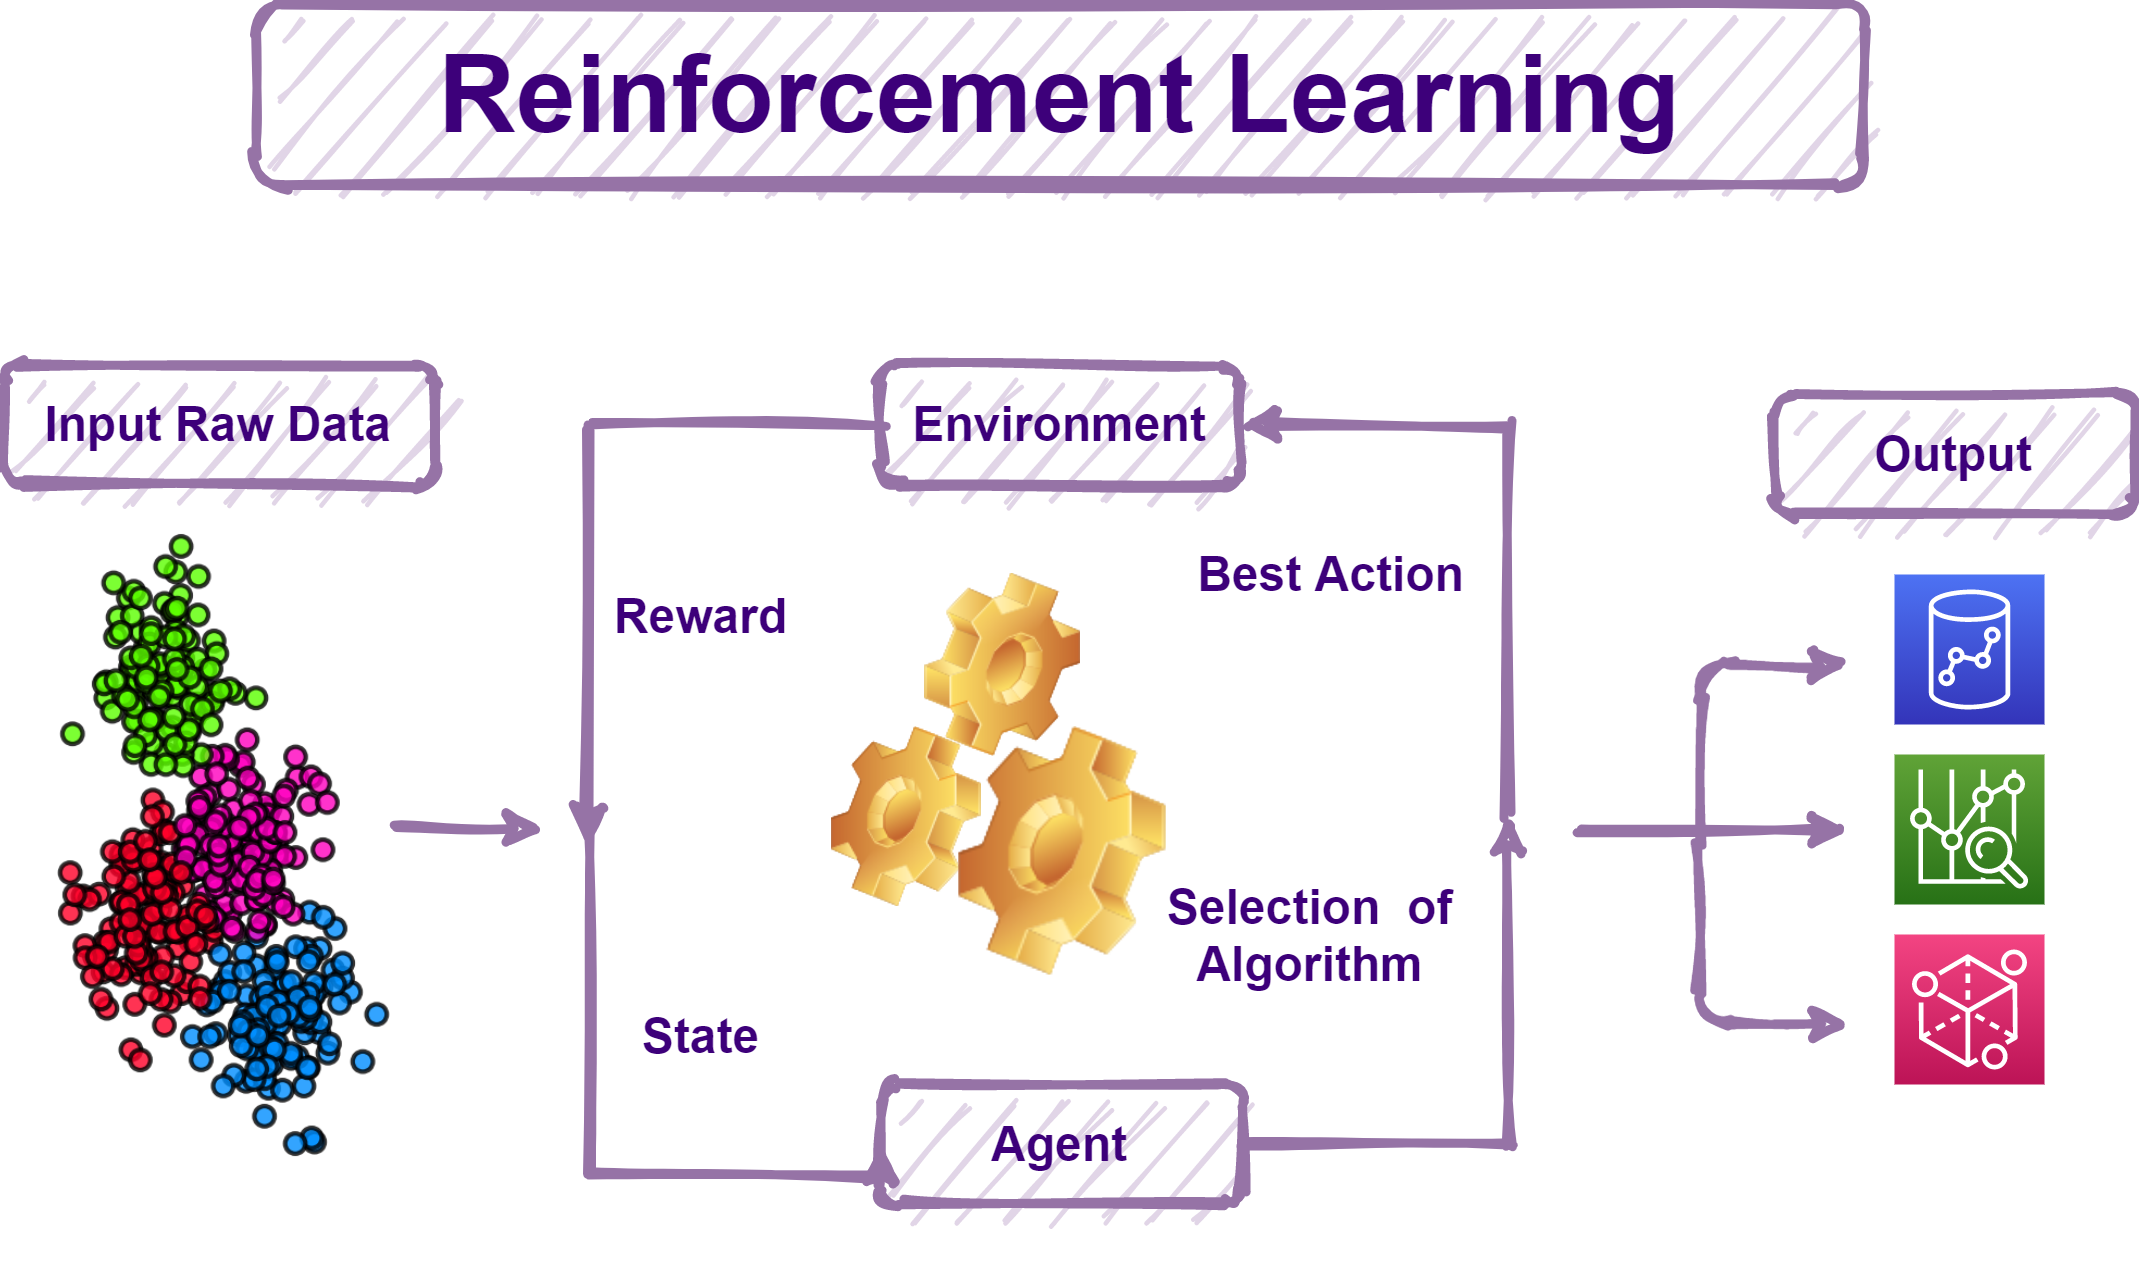 Reinforcement Learning
Input Raw Data
Environment
Output
Reward
Best Action
Selection of
Algorithm
State
Agent